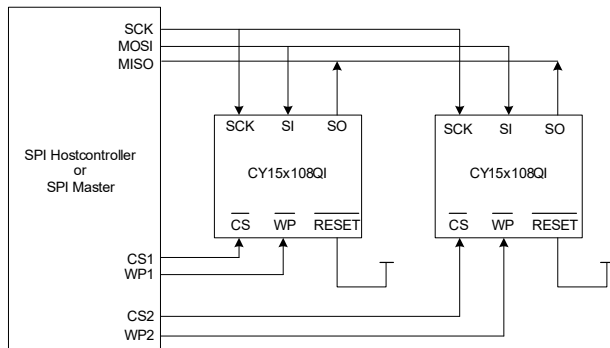 SCK
MOSI
MISO
SCK SI SO
SCK SI SO
SPI Hostcontroller
or
SPI Master
CY15x108QI
CY15x108QI
CS WP RESET
CS WP RESET
CS1
WP1
CS2
WP2